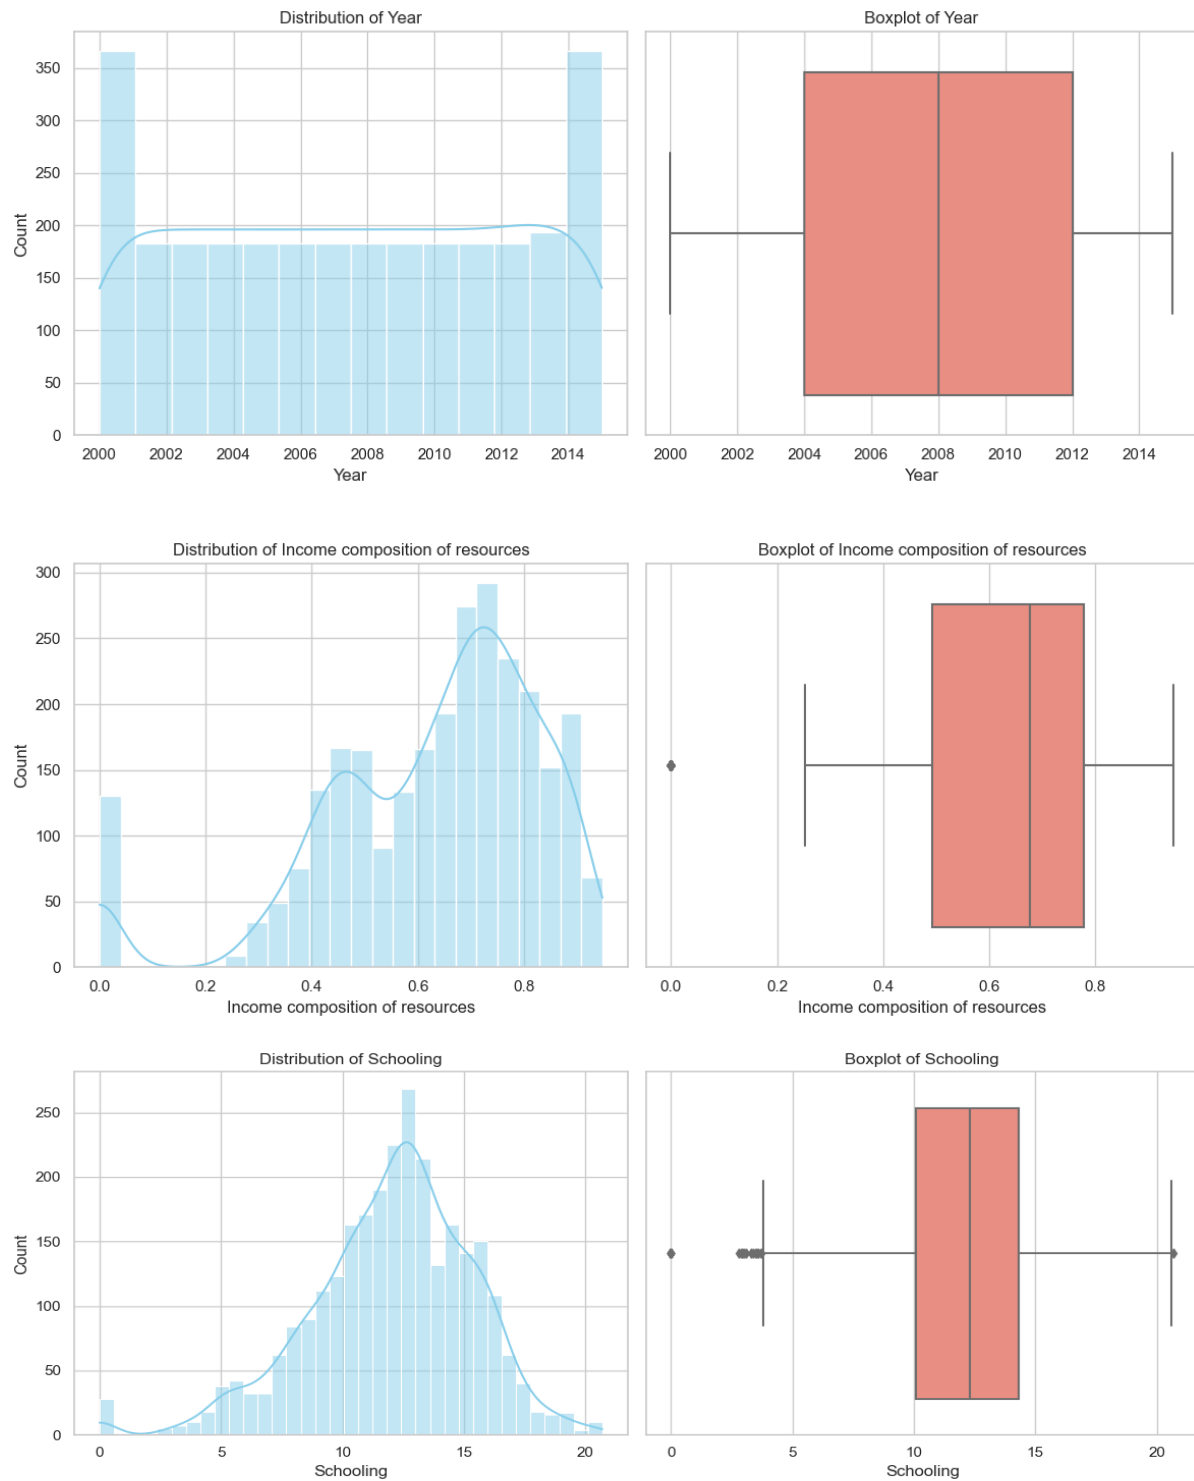 Distribution of Year
350
300
250
200
150
100
50
0
Count
2000 2002 2004 2006 2008 2010 2012 2014
Year
Boxplot of Year
2000 2002 2004 2006 2008 2010 2012 2014
Year
Distribution of Income composition of resources
300
250
200
150
100
50
0
Count
0.0 0.2 0.4 0.6 0.8
Income composition of resources
Boxplot of Income composition of resources
0.0 0.2 0.4 0.6 0.8
Income composition of resources
Distribution of Schooling
250
200
150
100
50
0
Count
0 5 10 15 20
Schooling
Boxplot of Schooling
0 5 10 15 20
Schooling